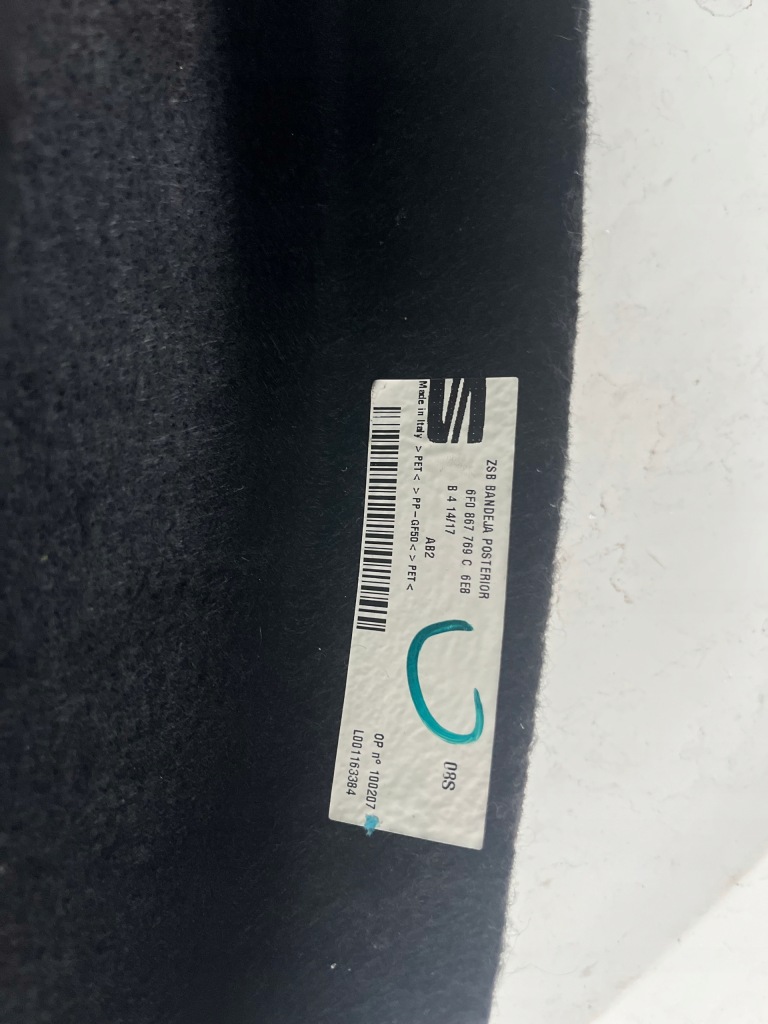 ZSB BANDEJA POSTERIOR
6F0 867 769 C 6E8
B 4 14/17
AB2
Made in Italy > PET < > PP-GF50 < > PET <
08S
OP nº 100207
L001163384